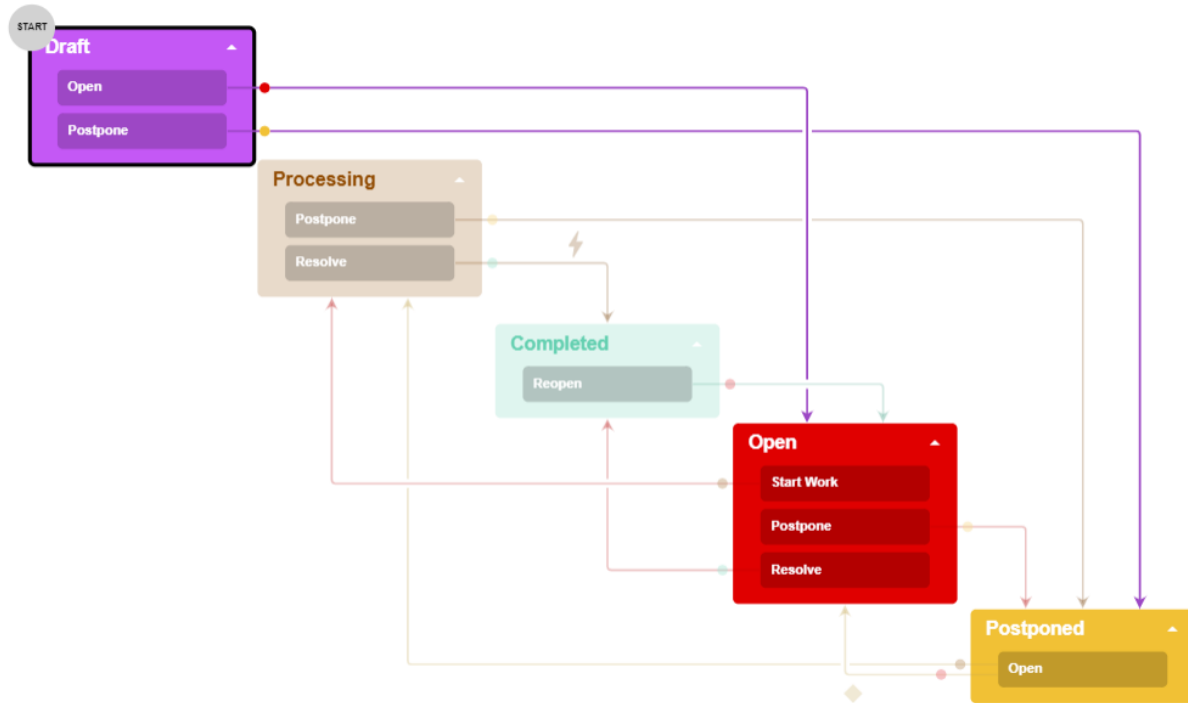 START
Draft
Open
Postpone
Processing
Postpone
Resolve
Completed
Reopen
Open
Start Work
Postpone
Resolve
Postponed
Open